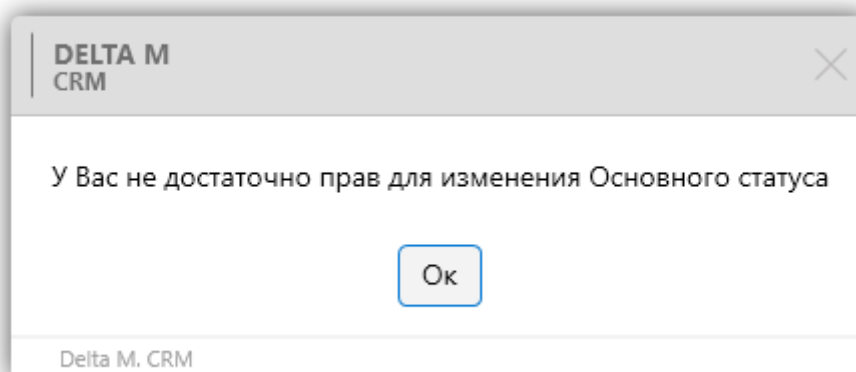 DELTA M
CRM
У Вас не достаточно прав для изменения Основного статуса
Ок
Delta M. CRM